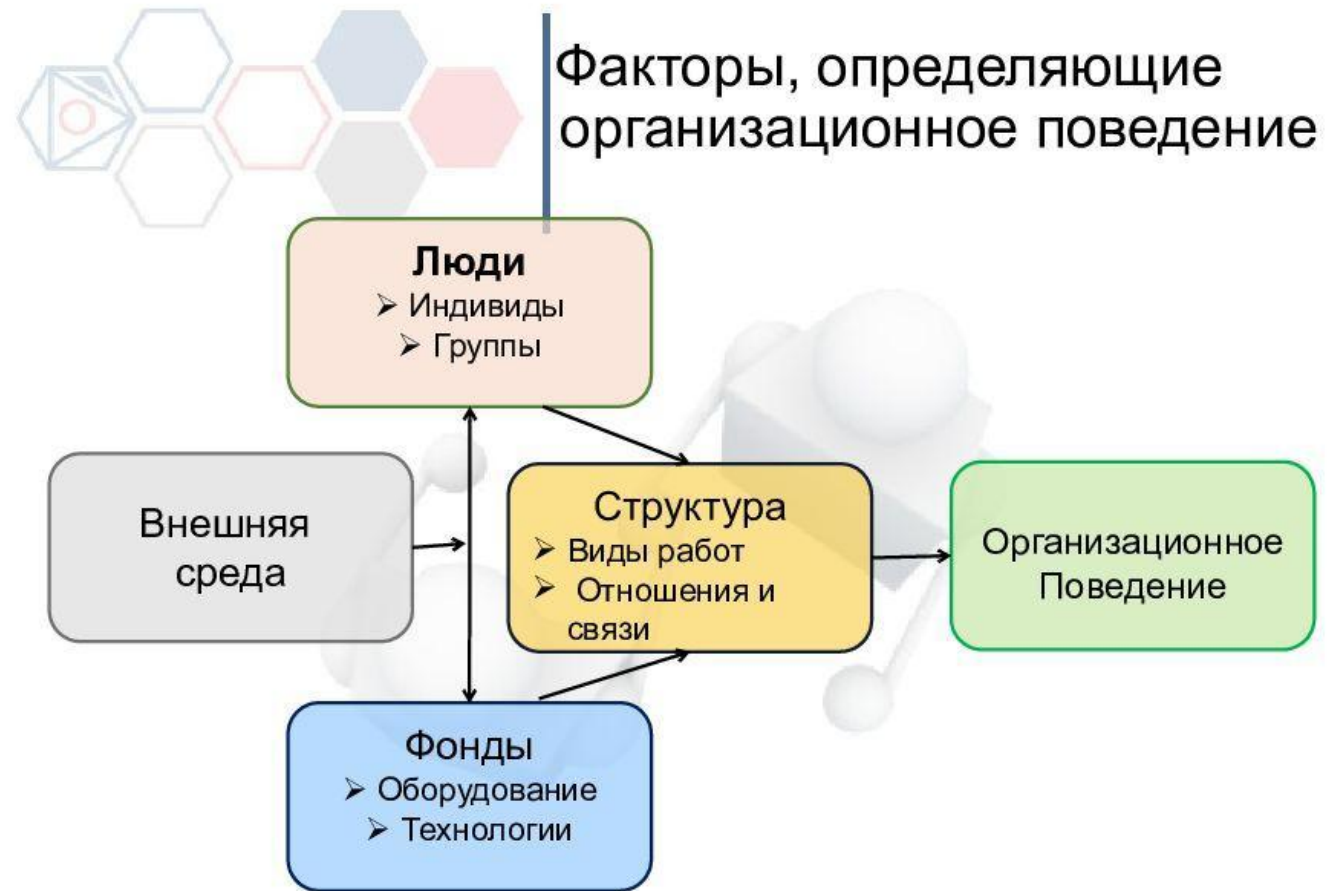 Факторы, определяющие
организационное поведение
Люди
➢ Индивиды
➢ Группы
Внешняя
среда
Структура
➢ Виды работ
➢ Отношения и
связи
Организационное
Поведение
Фонды
➢ Оборудование
➢ Технологии